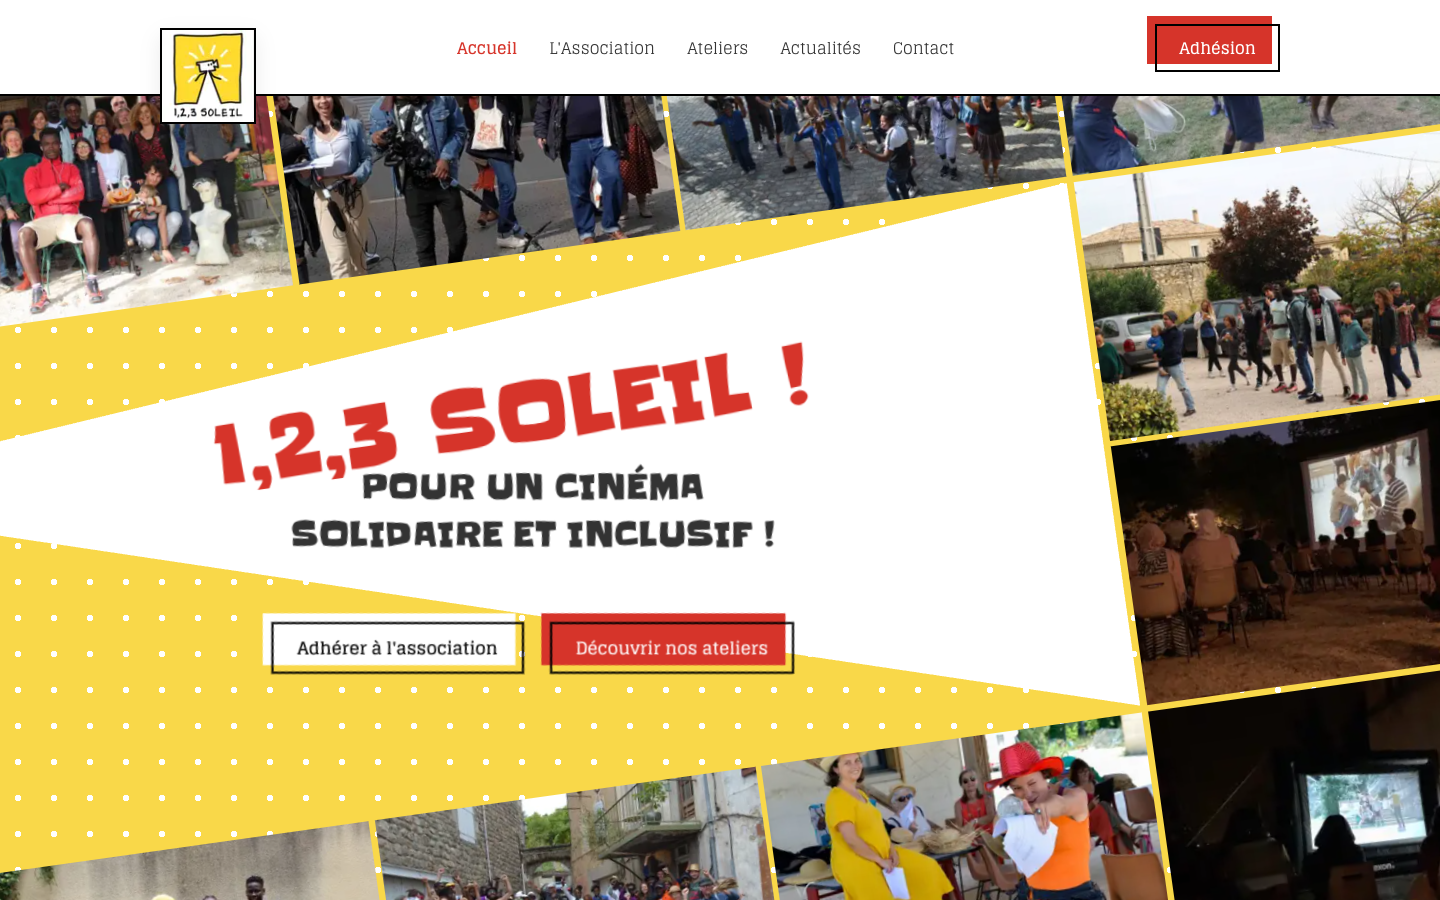 1,2,3 SOLEIL
Accueil
L'Association
Ateliers
Actualités
Contact
Adhésion
1,2,3 SOLEIL !
POUR UN CINÉMA
SOLIDAIRE ET INCLUSIF !
Adhérer à l'association
Découvrir nos ateliers